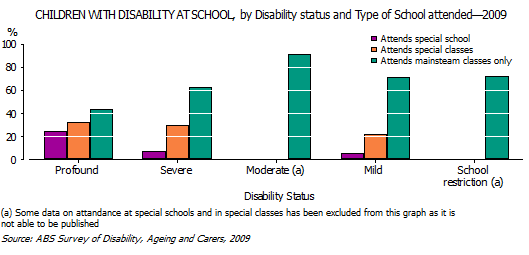 CHILDREN WITH DISABILITY AT SCHOOL, by Disability status and Type of School attended—2009
%
Attends special school
Attends special classes
Attends mainsteam classes only
100
80
60
40
20
0
Profound
Severe
Moderate (a)
Mild
School
restriction (a)
Disability Status
(a) Some data on attandance at special schools and in special classes has been excluded from this graph as it is
not able to be published
Source: ABS Survey of Disability, Ageing and Carers, 2009